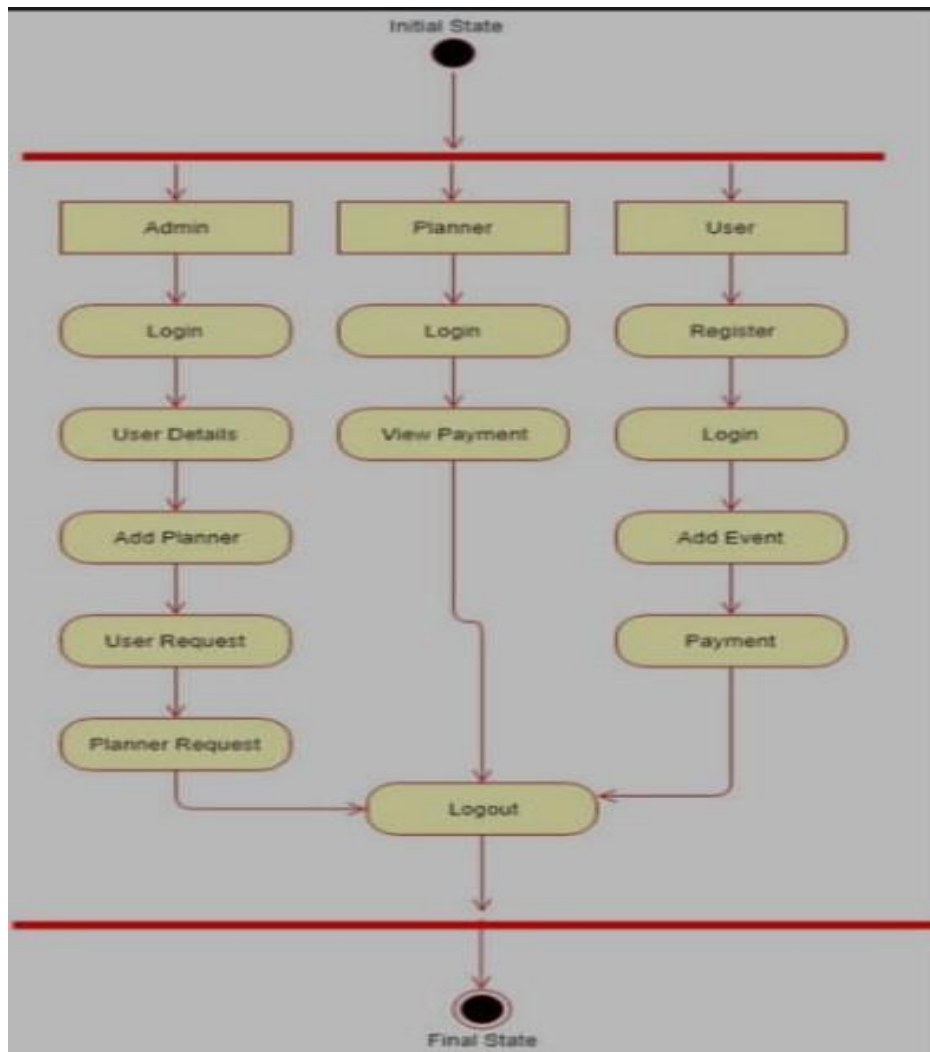 Initial State
Admin
Planner
User
Login
Login
Register
User Details
View Payment
Login
Add Planner
Add Event
User Request
Payment
Planner Request
Logout
Final State